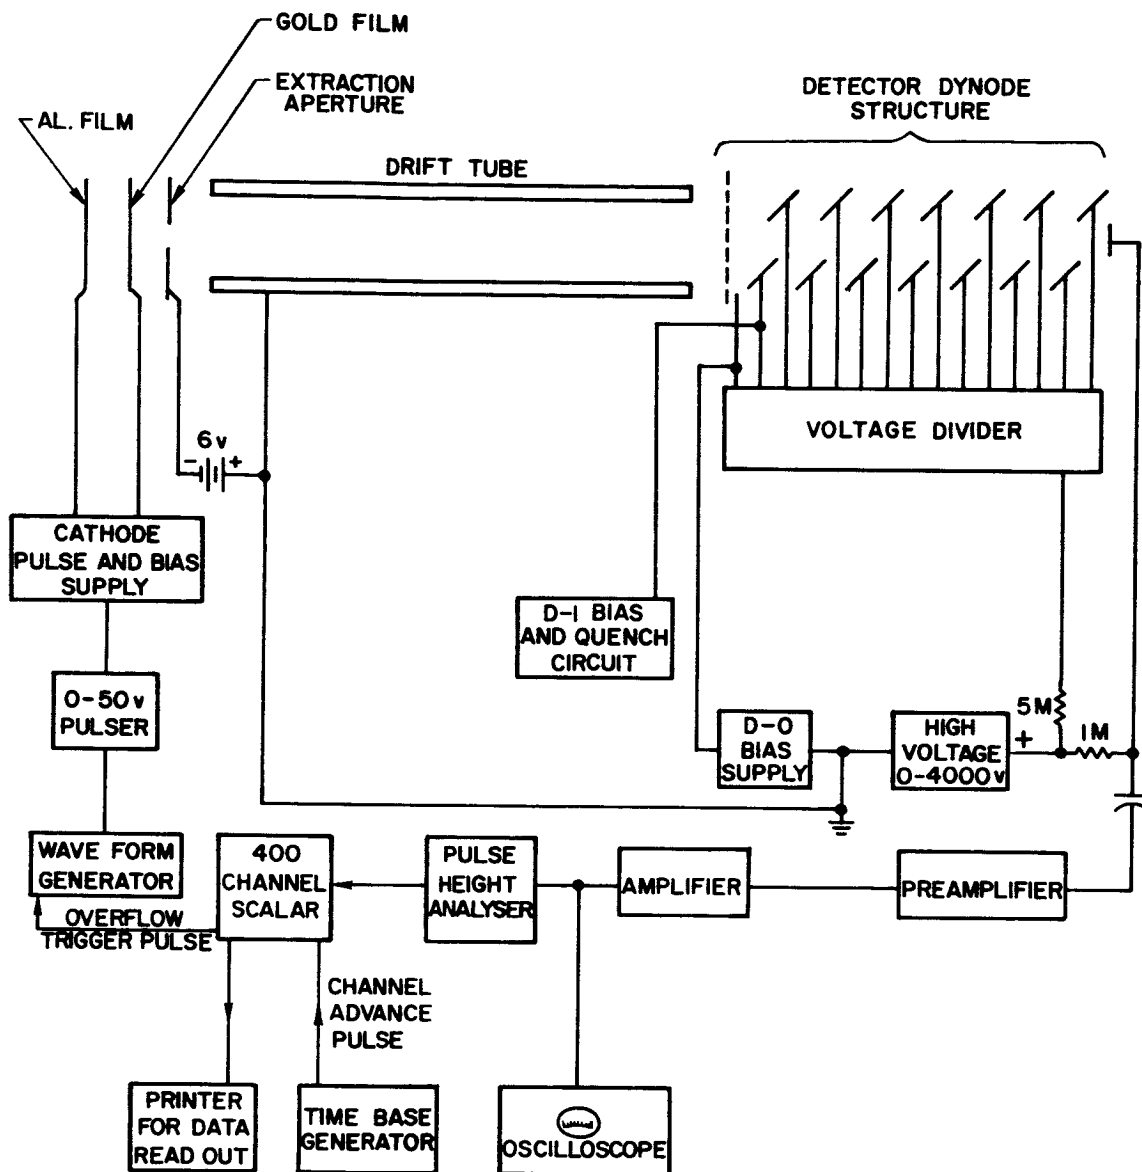 GOLD FILM
EXTRACTION
APERTURE
AL. FILM
DRIFT TUBE
DETECTOR DYNODE
STRUCTURE
VOLTAGE DIVIDER
6v
- +
CATHODE
PULSE AND BIAS
SUPPLY
D-1 BIAS
AND QUENCH
CIRCUIT
0-50v
PULSER
D-0
BIAS
SUPPLY
HIGH
VOLTAGE
0-4000v
+
5M
1M
WAVE FORM
GENERATOR
400
CHANNEL
SCALAR
PULSE
HEIGHT
ANALYSER
AMPLIFIER
PREAMPLIFIER
OVERFLOW
TRIGGER PULSE
CHANNEL
ADVANCE
PULSE
PRINTER
FOR DATA
READ OUT
TIME BASE
GENERATOR
OSCILLOSCOPE